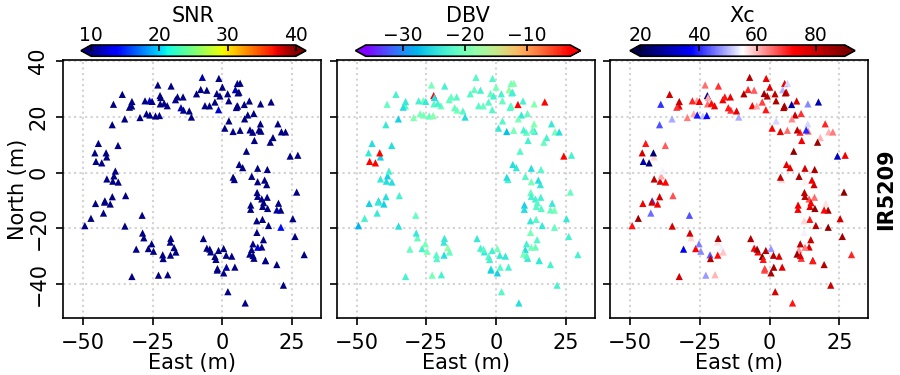 SNR DBV Xc
10 20 30 40 −30 −20 −10 20 40 60 80
40
20
0
−20
−40
North (m)
−50 −25 0 25 −50 −25 0 25 −50 −25 0 25
East (m) East (m) East (m)
IR5209